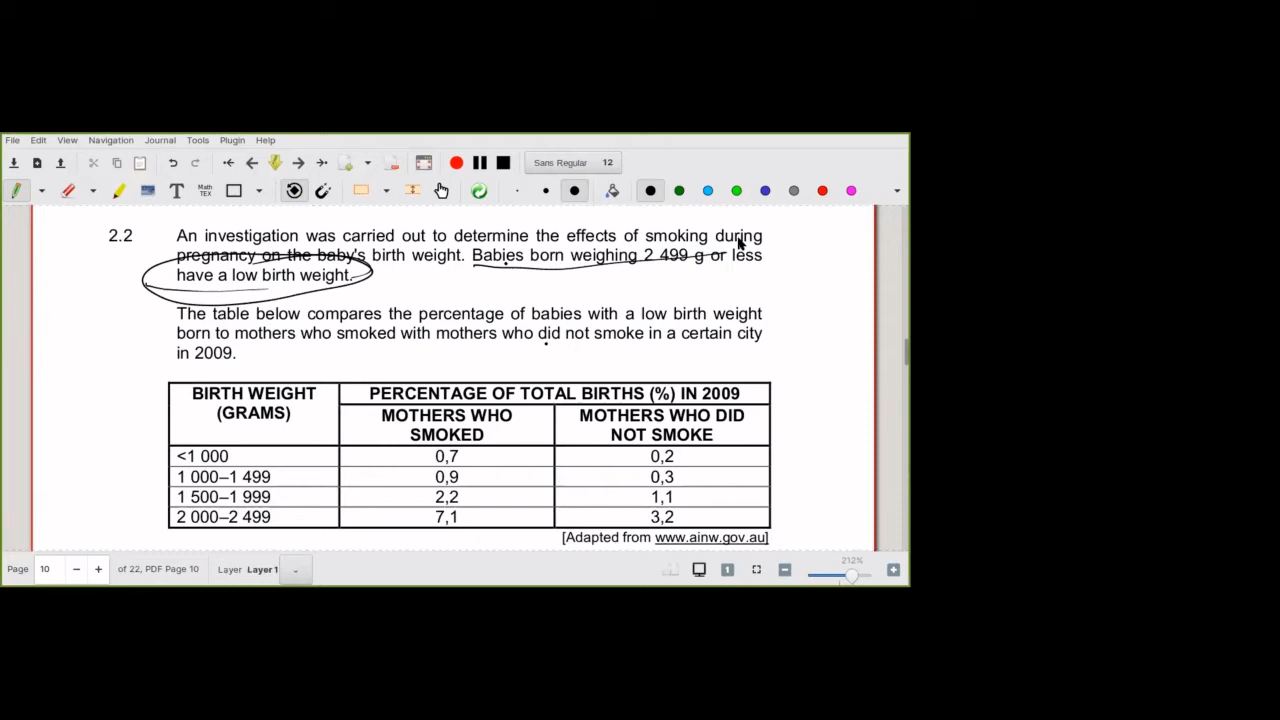 File Edit View Navigation Journal Tools Plugin Help
Sans Regular 12
T Math TEX
2.2 An investigation was carried out to determine the effects of smoking during
pregnancy on the baby's birth weight. Babies born weighing 2 499 g or less
have a low birth weight.
The table below compares the percentage of babies with a low birth weight
born to mothers who smoked with mothers who did not smoke in a certain city
in 2009.
BIRTH WEIGHT (GRAMS) PERCENTAGE OF TOTAL BIRTHS (%) IN 2009
MOTHERS WHO SMOKED MOTHERS WHO DID NOT SMOKE
<1 000 0,7 0,2
1 000–1 499 0,9 0,3
1 500–1 999 2,2 1,1
2 000–2 499 7,1 3,2
[Adapted from www.ainw.gov.au]
Page 10 of 22, PDF Page 10 Layer Layer 1 1 212%